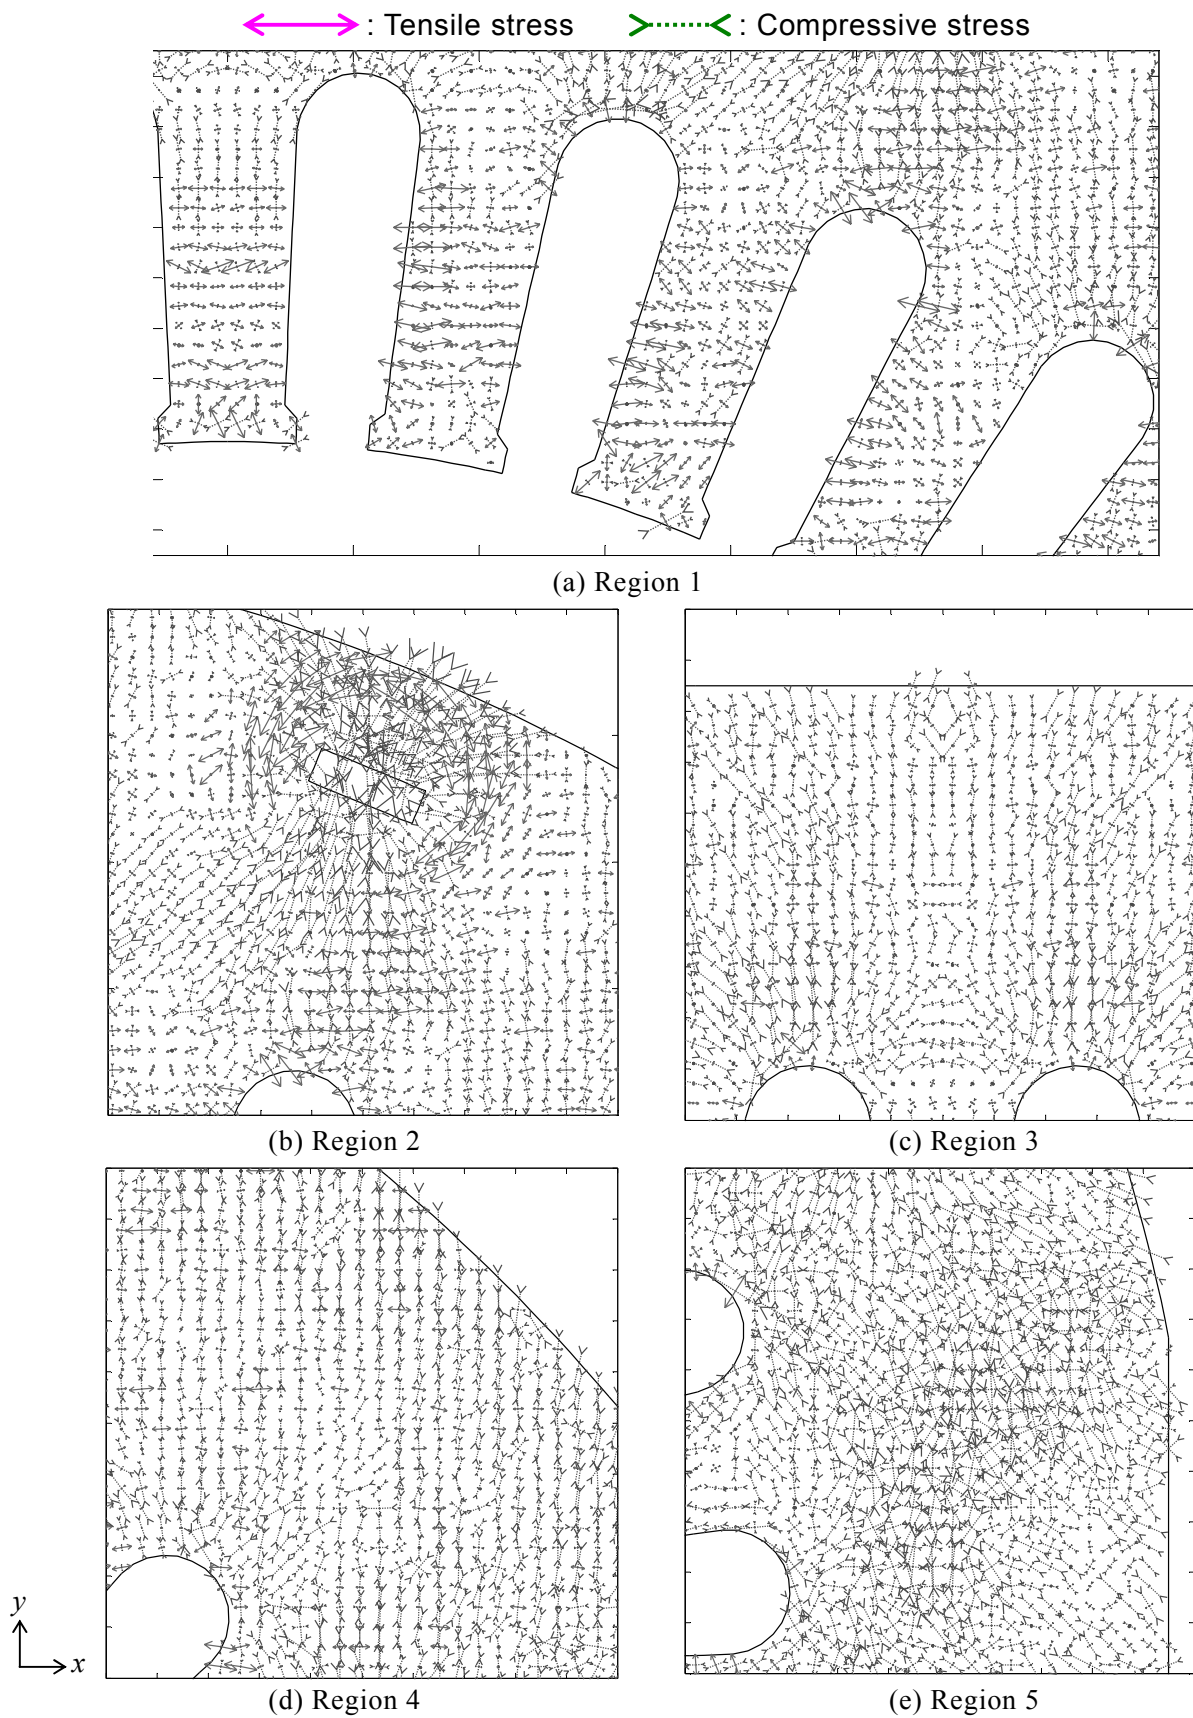 : Tensile stress : Compressive stress
(a) Region 1
(b) Region 2 (c) Region 3
y
x
(d) Region 4 (e) Region 5